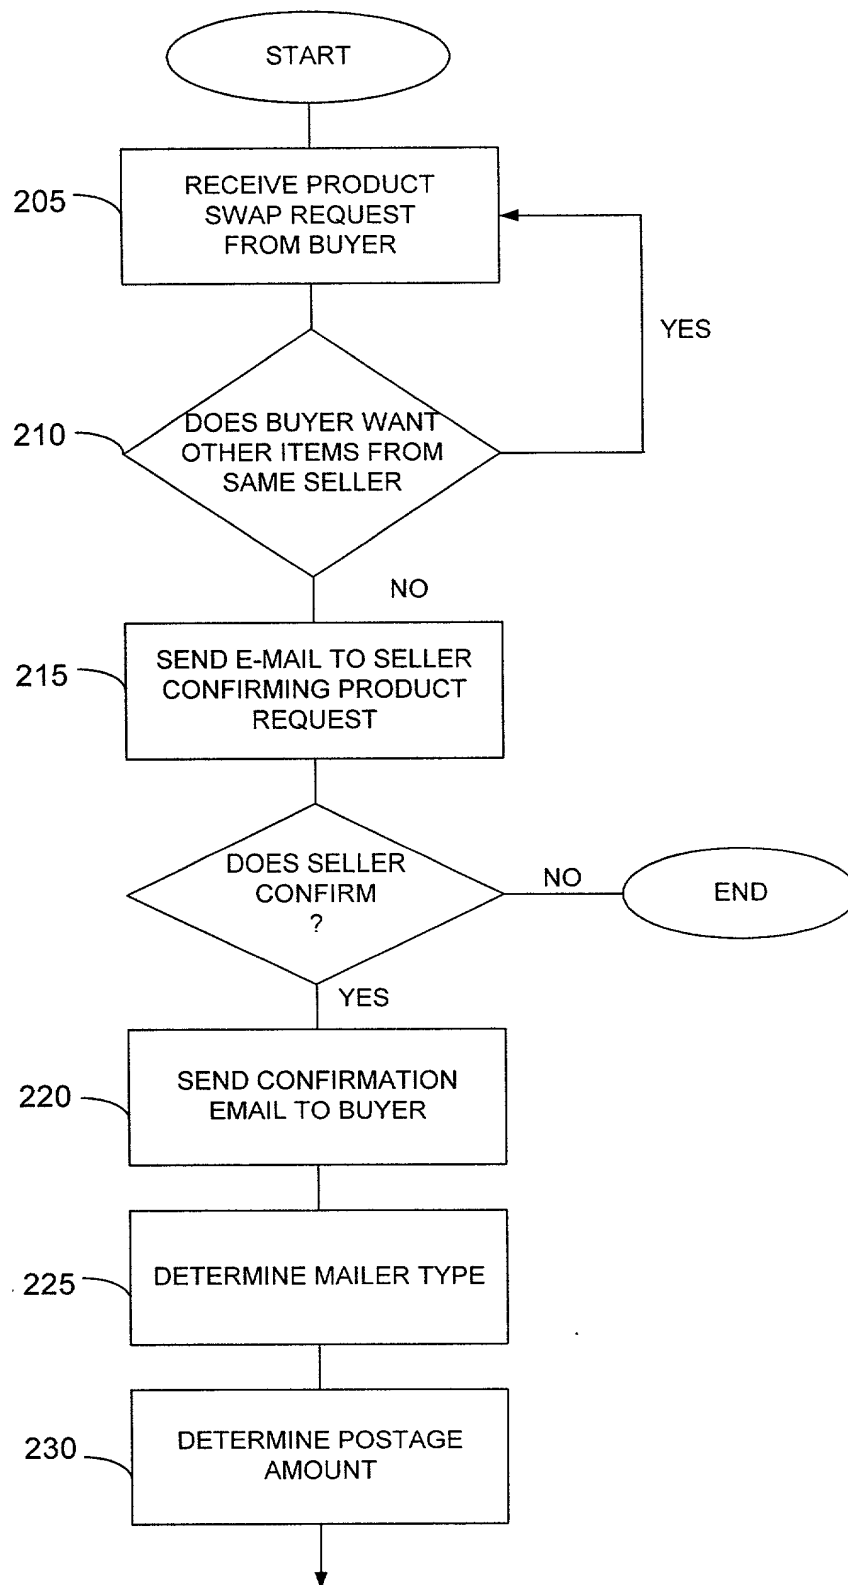 START
205
RECEIVE PRODUCT
SWAP REQUEST
FROM BUYER
YES
210
DOES BUYER WANT
OTHER ITEMS FROM
SAME SELLER
NO
215
SEND E-MAIL TO SELLER
CONFIRMING PRODUCT
REQUEST
DOES SELLER
CONFIRM
?
NO
END
YES
220
SEND CONFIRMATION
EMAIL TO BUYER
225
DETERMINE MAILER TYPE
230
DETERMINE POSTAGE
AMOUNT